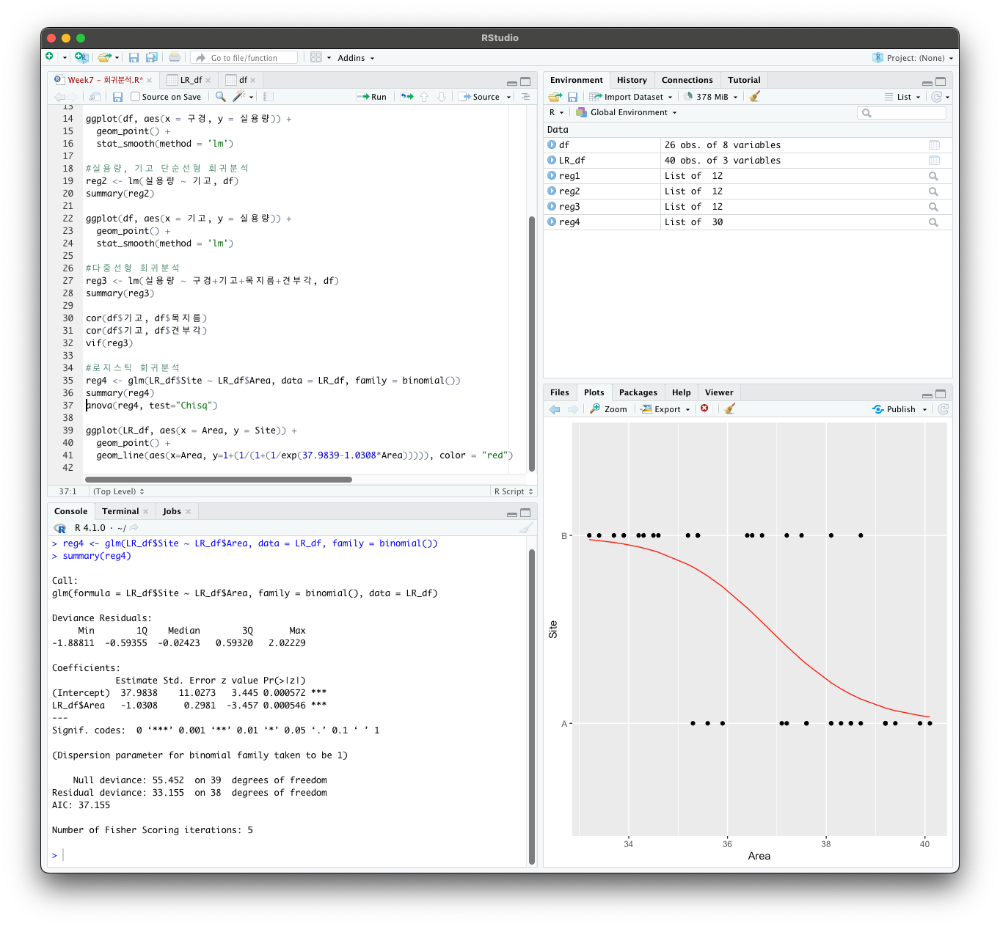 RStudio
Go to file/function
Addins
Project: (None)
Week7 - 회귀분석.R*
LR_df
df
Source on Save
Run
Source
13
14 ggplot(df, aes(x = 구경, y = 실용량)) +
15 geom_point() +
16 stat_smooth(method = 'lm')
17
18 #실용량, 기고 단순선형 회귀분석
19 reg2 <- lm(실용량 ~ 기고, df)
20 summary(reg2)
21
22 ggplot(df, aes(x = 기고, y = 실용량)) +
23 geom_point() +
24 stat_smooth(method = 'lm')
25
26 #다중선형 회귀분석
27 reg3 <- lm(실용량 ~ 구경+기고+목지름+견부각, df)
28 summary(reg3)
29
30 cor(df$기고, df$목지름)
31 cor(df$기고, df$견부각)
32 vif(reg3)
33
34 #로지스틱 회귀분석
35 reg4 <- glm(LR_df$Site ~ LR_df$Area, data = LR_df, family = binomial())
36 summary(reg4)
37 anova(reg4, test="Chisq")
38
39 ggplot(LR_df, aes(x = Area, y = Site)) +
40 geom_point() +
41 geom_line(aes(x=Area, y=1+(1/(1+(1/exp(37.9839-1.0308*Area))))), color = "red")
42
37:1 (Top Level) R Script
Console Terminal Jobs
R 4.1.0 · ~/
> reg4 <- glm(LR_df$Site ~ LR_df$Area, data = LR_df, family = binomial())
> summary(reg4)
Call:
glm(formula = LR_df$Site ~ LR_df$Area, family = binomial(), data = LR_df)
Deviance Residuals:
Min 1Q Median 3Q Max
-1.88811 -0.59355 -0.02423 0.59320 2.02229
Coefficients:
Estimate Std. Error z value Pr(>|z|)
(Intercept) 37.9838 11.0273 3.445 0.000572 ***
LR_df$Area -1.0308 0.2981 -3.457 0.000546 ***
---
Signif. codes: 0 ‘***’ 0.001 ‘**’ 0.01 ‘*’ 0.05 ‘.’ 0.1 ‘ ’ 1
(Dispersion parameter for binomial family taken to be 1)
Null deviance: 55.452 on 39 degrees of freedom
Residual deviance: 33.155 on 38 degrees of freedom
AIC: 37.155
Number of Fisher Scoring iterations: 5
>
Environment History Connections Tutorial
Import Dataset 378 MiB List
R Global Environment
Data
df 26 obs. of 8 variables
LR_df 40 obs. of 3 variables
reg1 List of 12
reg2 List of 12
reg3 List of 12
reg4 List of 30
Files Plots Packages Help Viewer
Zoom Export Publish
B
Site
A
34 36 38 40
Area